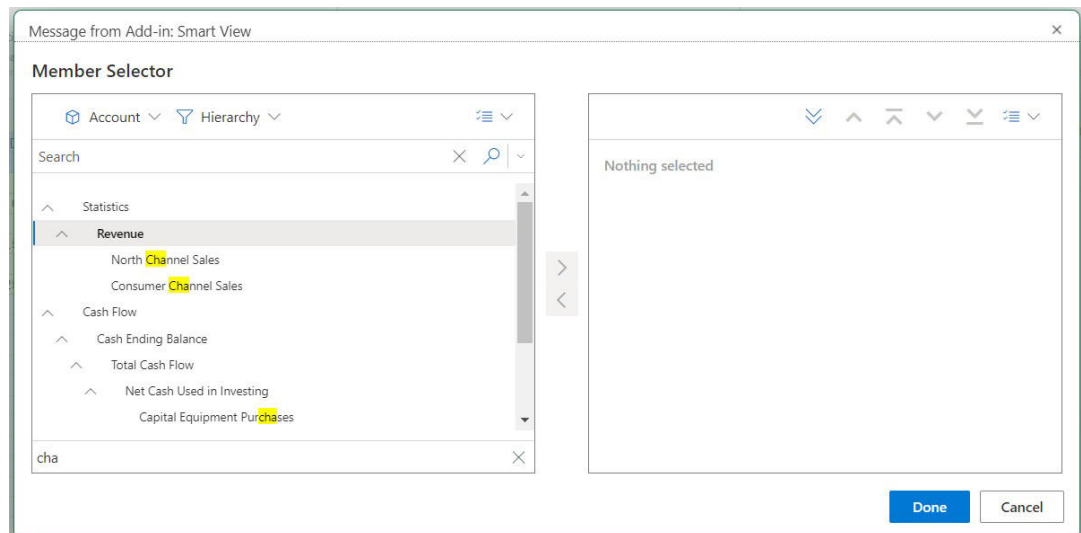 Message from Add-in: Smart View
Member Selector
Account Hierarchy
Search
Nothing selected
Statistics
Revenue
North Channel Sales
Consumer Channel Sales
Cash Flow
Cash Ending Balance
Total Cash Flow
Net Cash Used in Investing
Capital Equipment Purchases
cha
Done Cancel